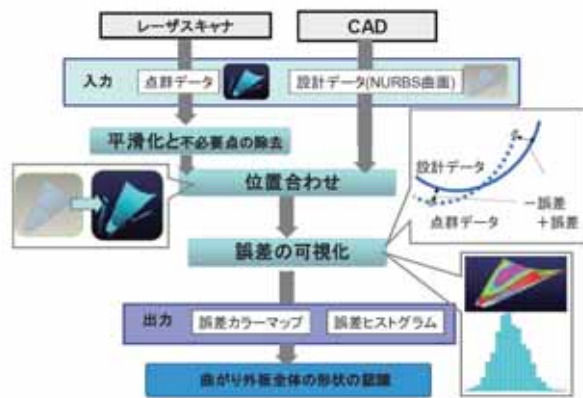 レーザスキャナ
CAD
入力
点群データ
設計データ(NURBS曲面)
平滑化と不必要点の除去
位置合わせ
設計データ
点群データ
－誤差
＋誤差
誤差の可視化
出力
誤差カラーマップ
誤差ヒストグラム
曲がり外板全体の形状の認識